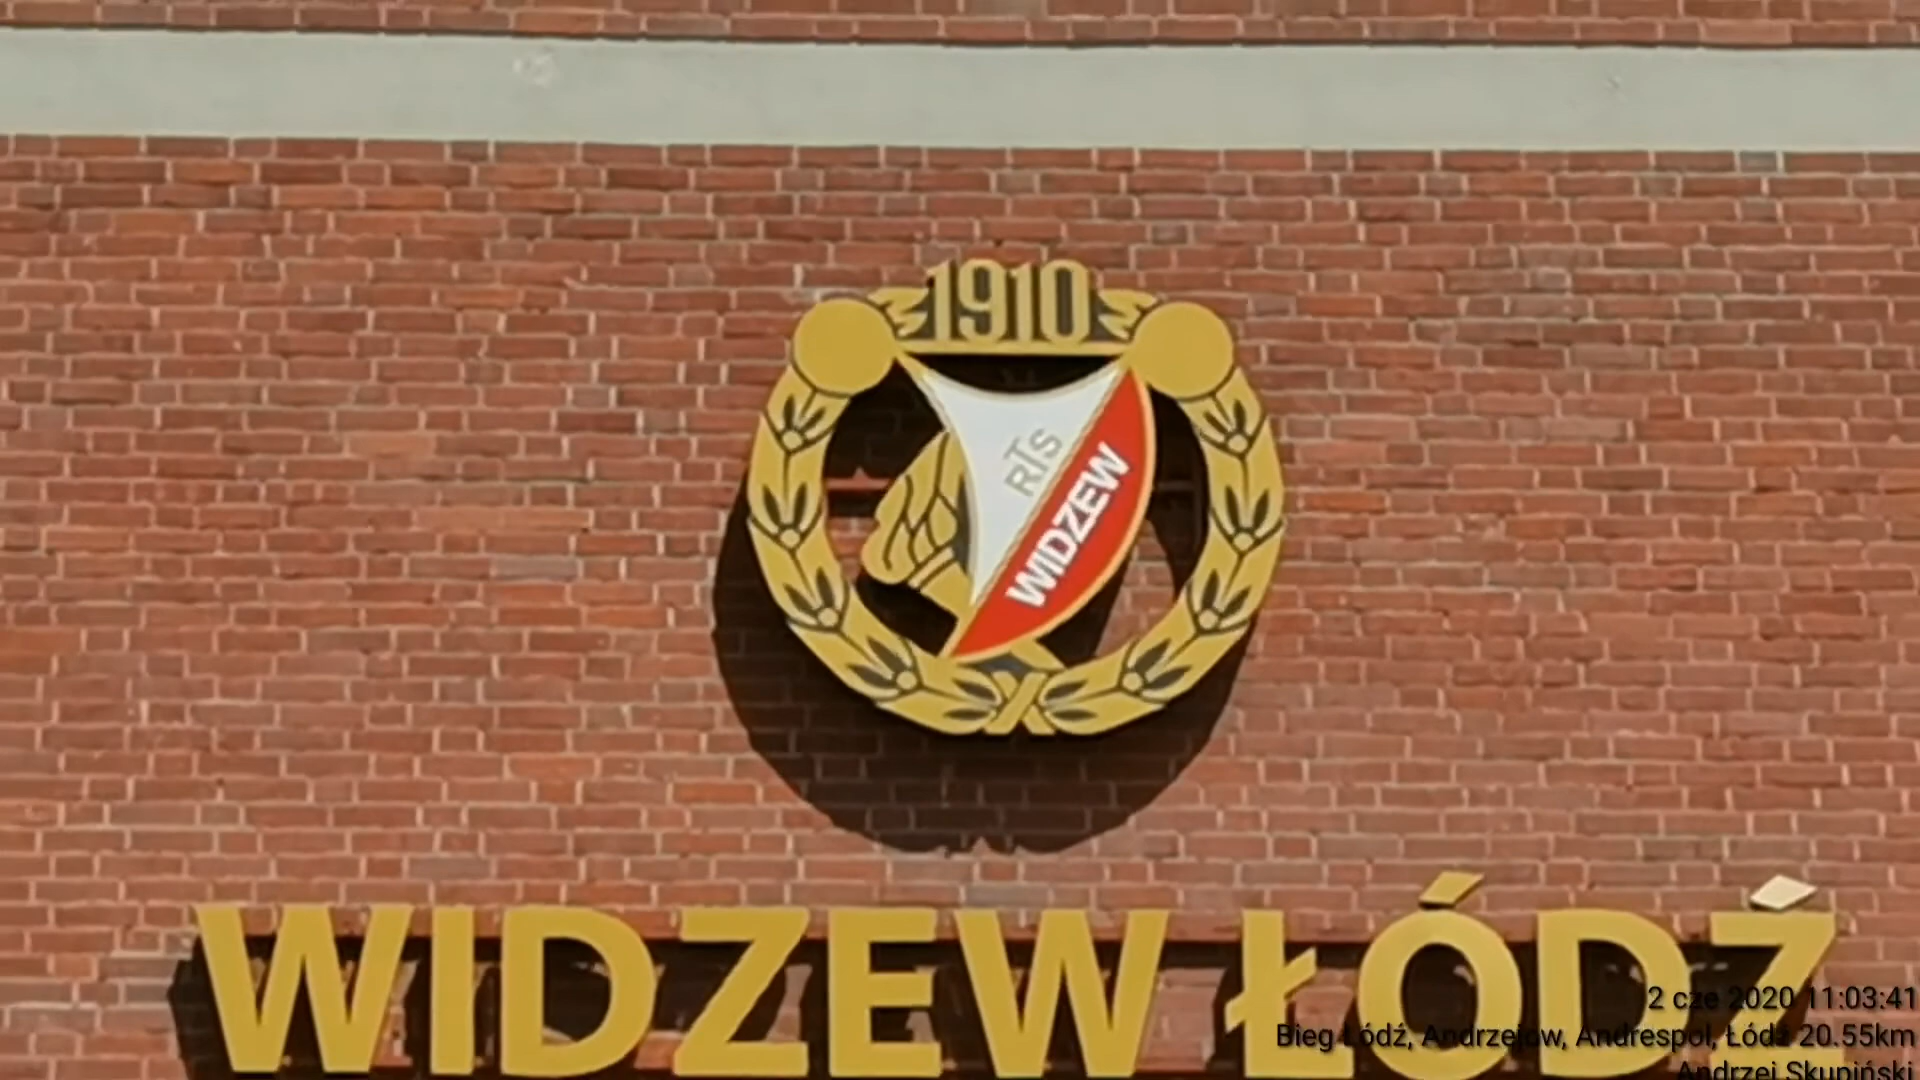 1910
RTS
WIDZEW
WIDZEW ŁÓDŹ
2 cze 2020 11:03:41
Bieg Łódź, Andrzejow, Andrespol, Łódź 20.55km
Andrzej Skupiński